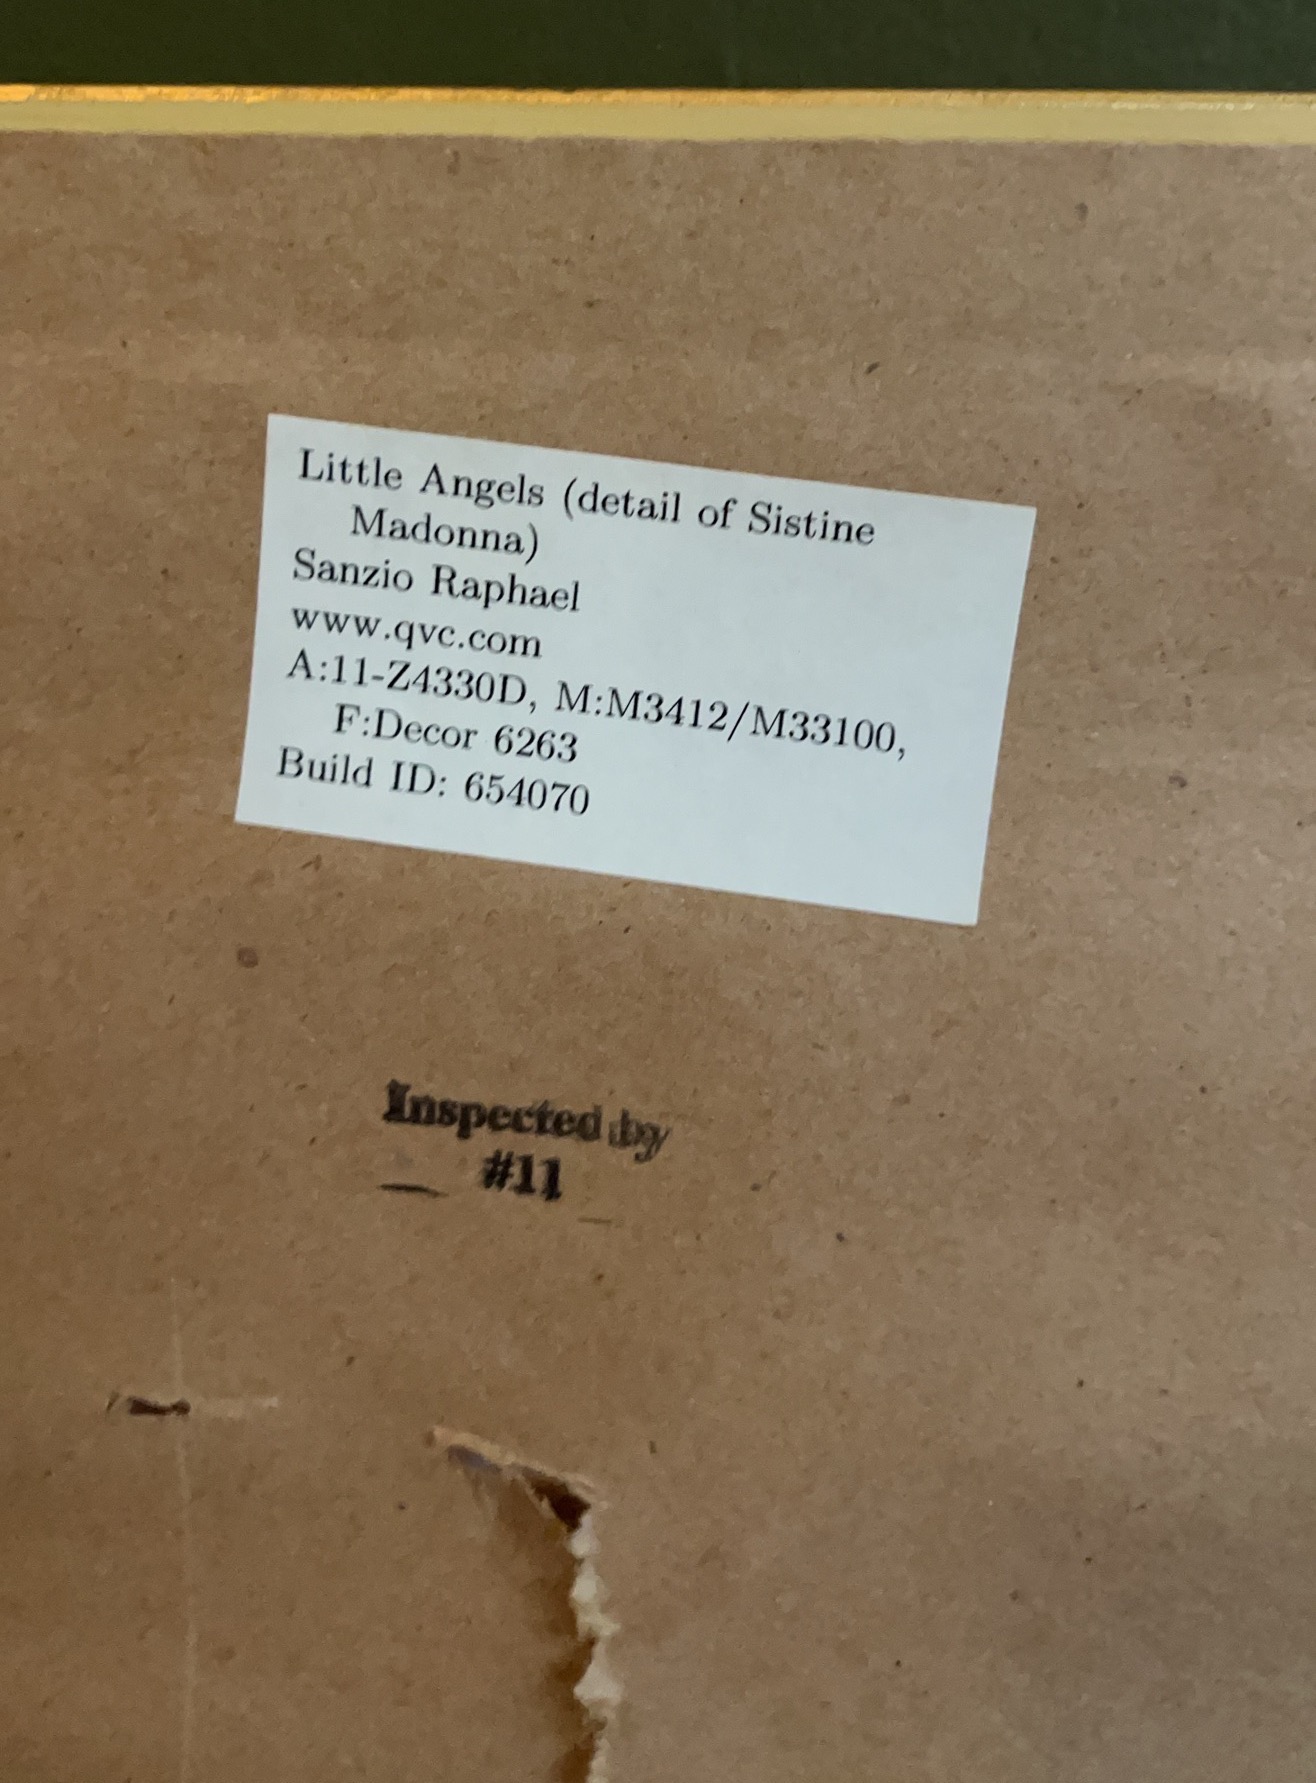 Little Angels (detail of Sistine
Madonna)
Sanzio Raphael
www.qvc.com
A:11-Z4330D, M:M3412/M33100,
F:Decor 6263
Build ID: 654070
Inspected by
#11